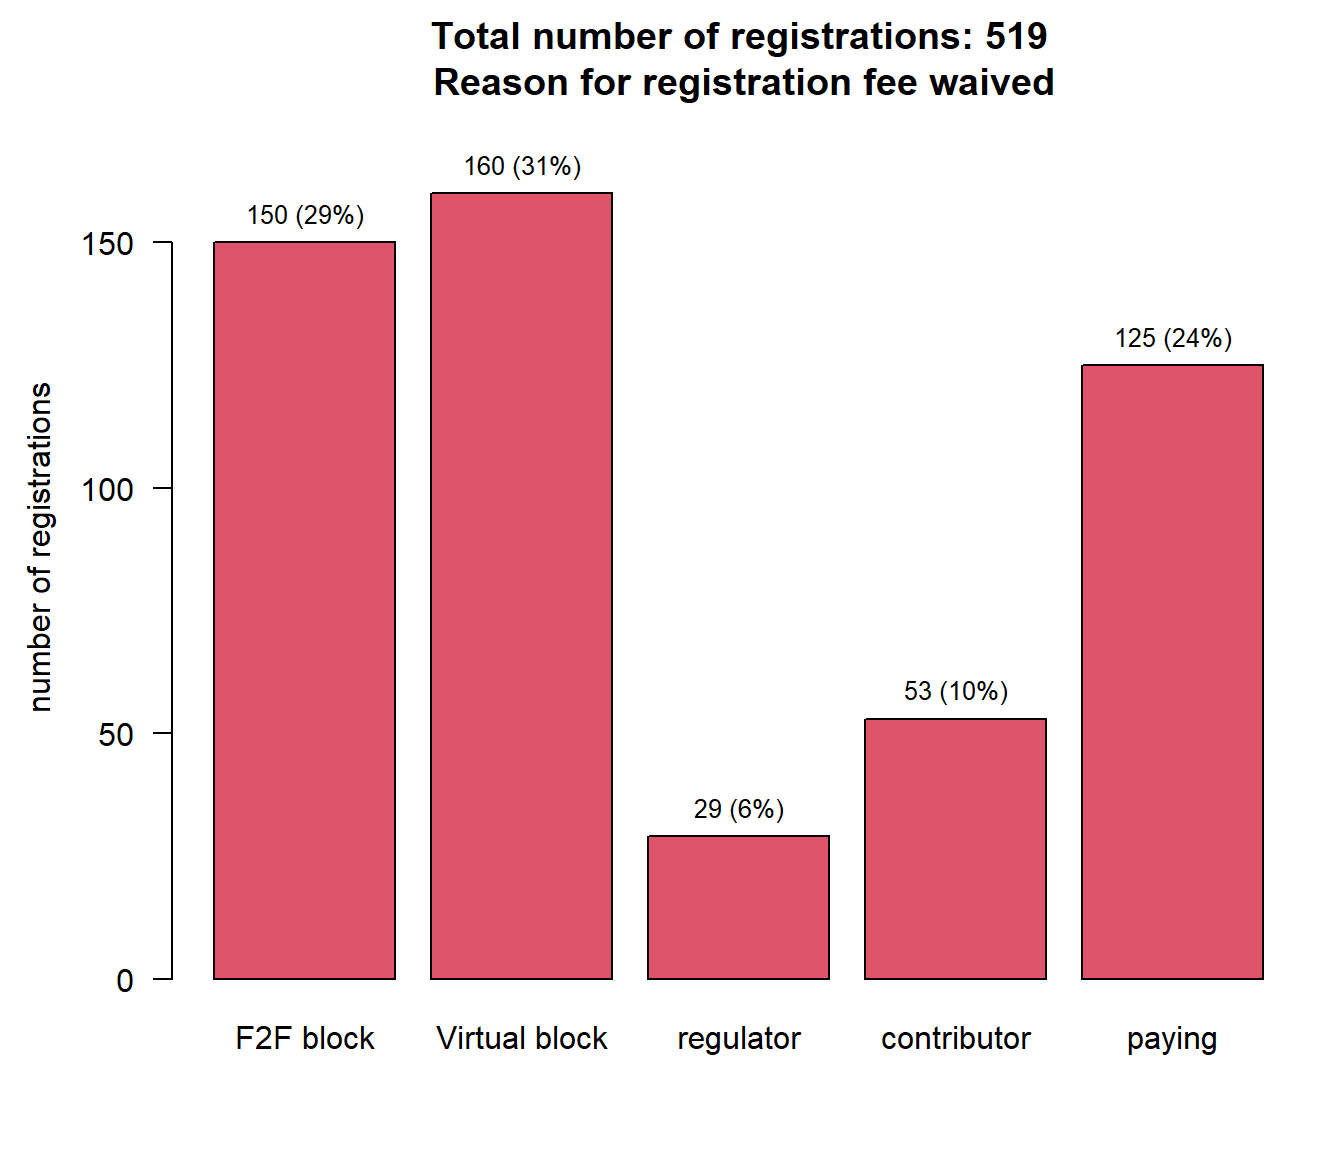 Total number of registrations: 519
Reason for registration fee waived
160 (31%)
150 (29%)
125 (24%)
53 (10%)
29 (6%)
number of registrations
150
100
50
0
F2F block
Virtual block
regulator
contributor
paying